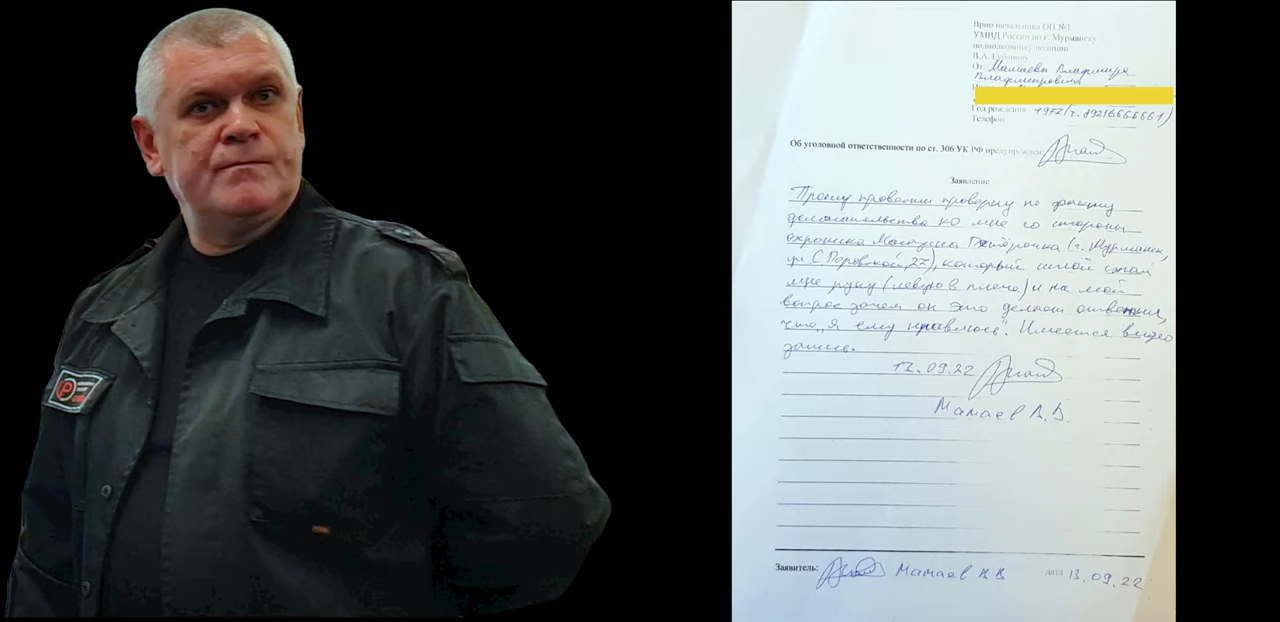 Врио начальника ОП №1
УМВД России по г. Мурманску
подполковнику полиции
В.А. Губанову
От: Мамаева Владимира
Владимировича
Год рождения 1972 (т. 89216666661)
Телефон
Об уголовной ответственности по ст. 306 УК РФ предупрежден:
Заявление
Прошу провести проверку по факту
домогательства ко мне со стороны
охранника Магазина Пятёрочка (г. Мурманск,
ул. С. Перовской, 27), который силой сжал
мне руку (левую в плече) и на мой
вопрос зачем он это делает ответил,
что "я ему нравлюсь". Имеется видео
запись.
13.09.22
Мамаев В.В.
Заявитель: Мамаев В В дата 13.09.22